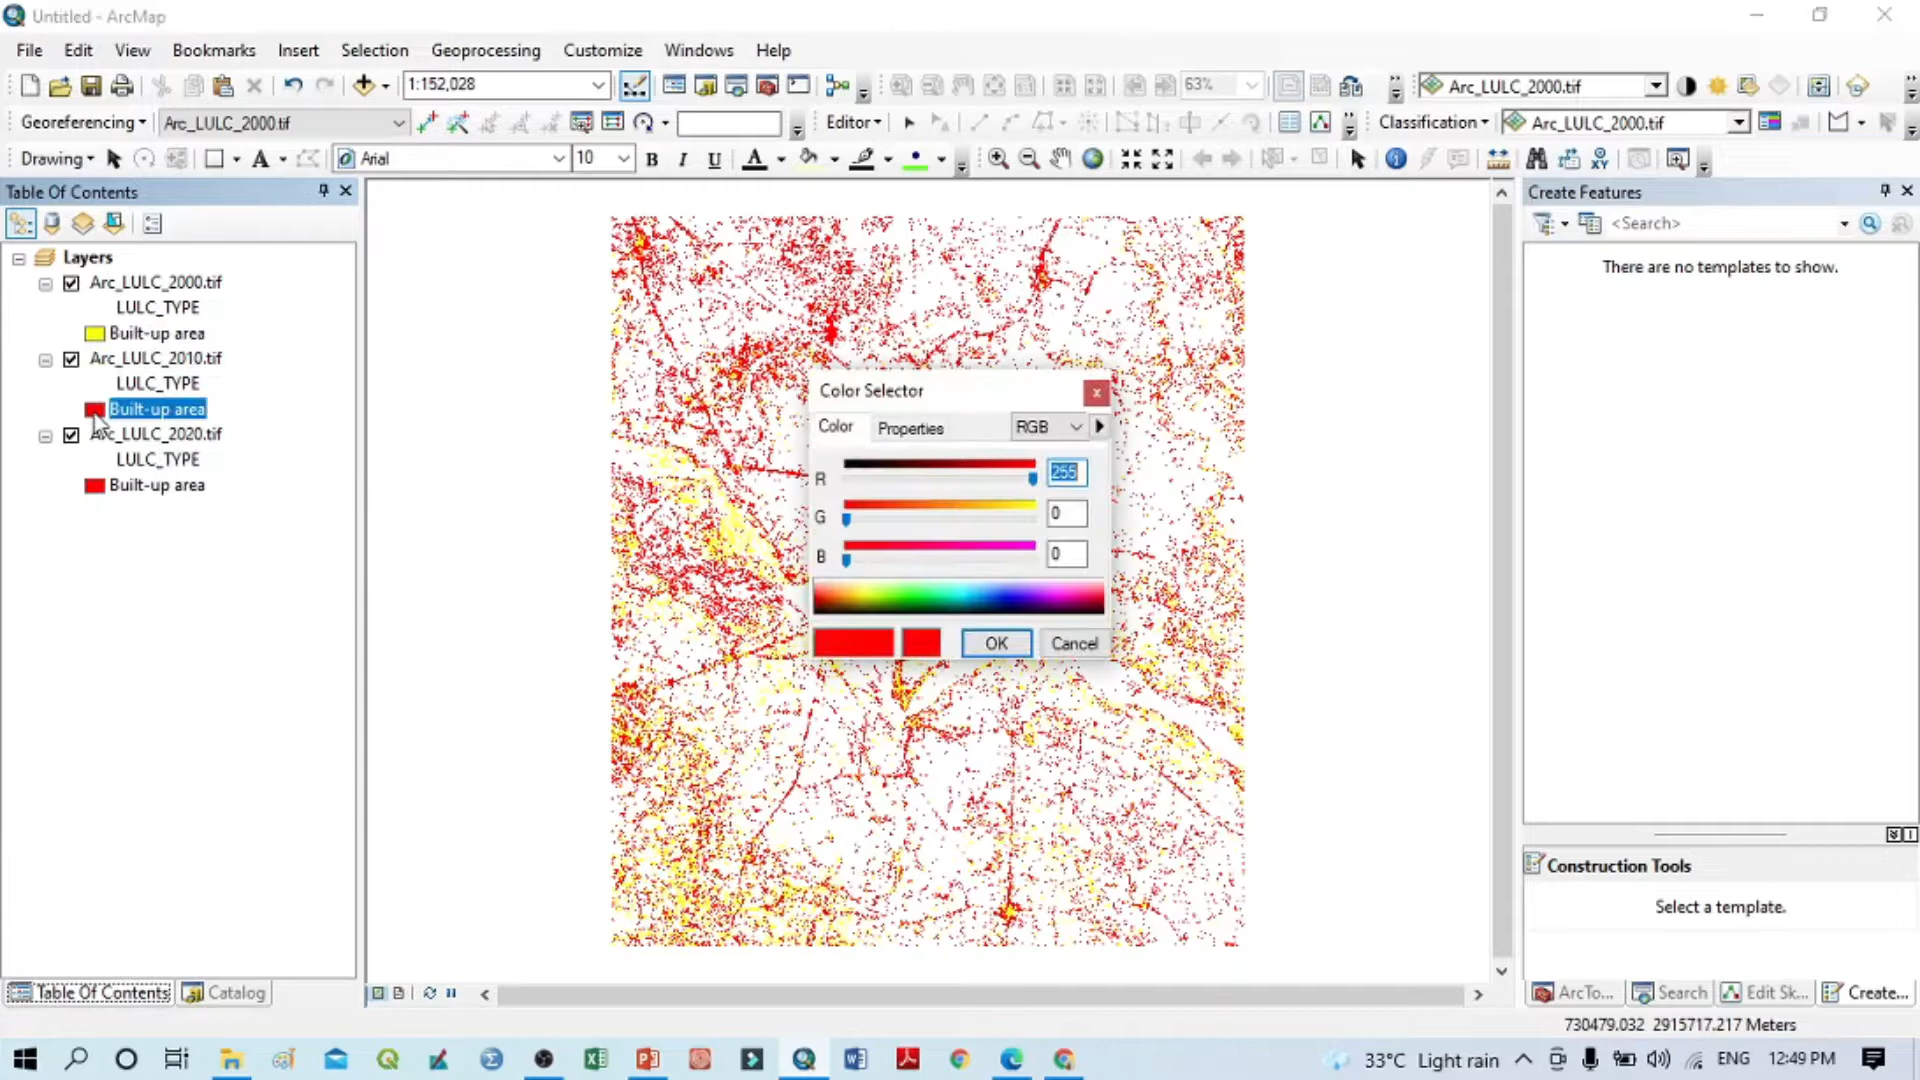 Untitled - ArcMap
File Edit View Bookmarks Insert Selection Geoprocessing Customize Windows Help
1:152,028 63% Arc_LULC_2000.tif
Georeferencing Arc_LULC_2000.tif Editor Classification Arc_LULC_2000.tif
Drawing A Arial 10 B I U A
Table Of Contents Create Features
<Search>
Layers
Arc_LULC_2000.tif
LULC_TYPE
Built-up area
Arc_LULC_2010.tif
LULC_TYPE
Built-up area
Arc_LULC_2020.tif
LULC_TYPE
Built-up area
Color Selector
Color Properties RGB
R 255
G 0
B 0
OK Cancel
There are no templates to show.
Construction Tools
Select a template.
Table Of Contents Catalog
ArcTo... Search Edit Sk... Create...
730479.032 2915717.217 Meters
33°C Light rain ENG 12:49 PM